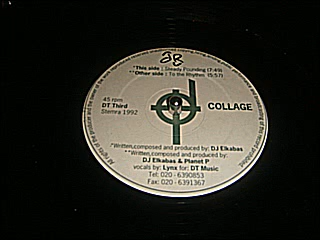 3B
*This side : Steady Pounding (7:49)
**Other side : To the Rhythm (5:57)
45 rpm
DT Third
Stemra 1992
COLLAGE
*Written, composed and produced by: DJ Elkabas
**Written, composed and produced by:
DJ Elkabas & Planet P
vocals by: Lynx for: DT Music
Tel: 020 - 6390853
Fax: 020 - 6391367